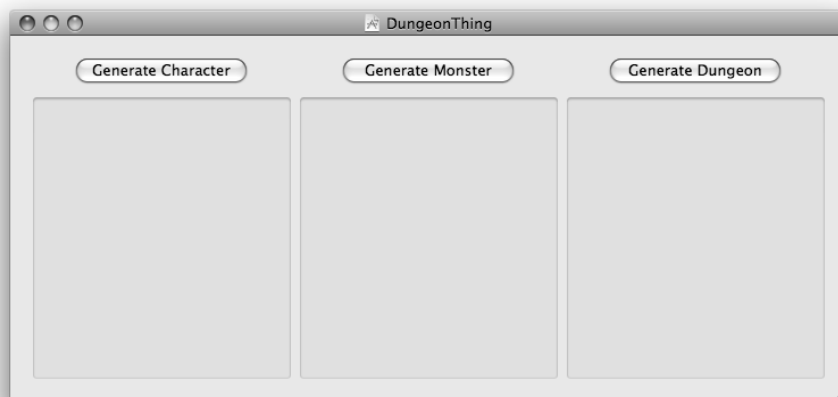 DungeonThing
Generate Character
Generate Monster
Generate Dungeon